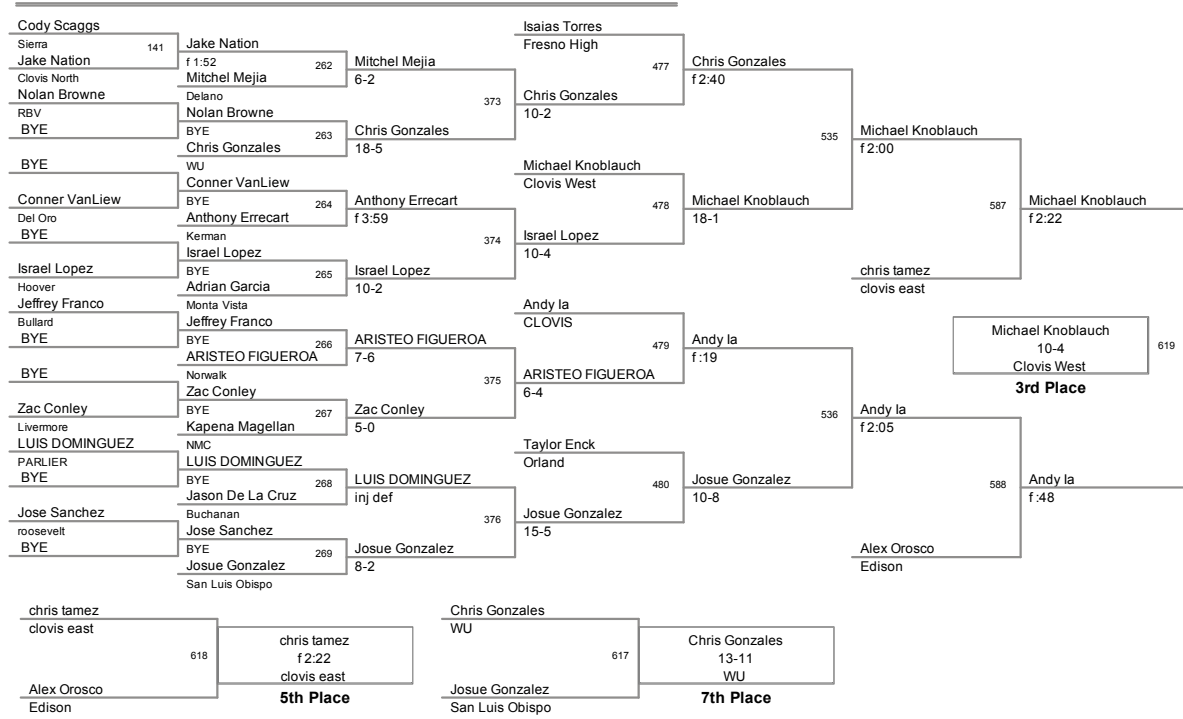 Cody Scaggs
Sierra
141
Jake Nation
Clovis North
Nolan Browne
RBV
BYE
BYE
Conner VanLiew
Del Oro
BYE
Israel Lopez
Hoover
Jeffrey Franco
Bullard
BYE
BYE
Zac Conley
Livermore
LUIS DOMINGUEZ
PARLIER
BYE
Jose Sanchez
roosevelt
BYE
Jake Nation
f 1:52
262
Mitchel Mejia
Delano
Nolan Browne
BYE
263
Chris Gonzales
WU
Conner VanLiew
BYE
264
Anthony Errecart
Kerman
Israel Lopez
BYE
265
Adrian Garcia
Monta Vista
Jeffrey Franco
BYE
266
ARISTEO FIGUEROA
Norwalk
Zac Conley
BYE
267
Kapena Magellan
NMC
LUIS DOMINGUEZ
BYE
268
Jason De La Cruz
Buchanan
Jose Sanchez
BYE
269
Josue Gonzalez
San Luis Obispo
Mitchel Mejia
6-2
373
Chris Gonzales
18-5
Anthony Errecart
f 3:59
374
Israel Lopez
10-2
ARISTEO FIGUEROA
7-6
375
Zac Conley
5-0
LUIS DOMINGUEZ
inj def
376
Josue Gonzalez
8-2
Isaias Torres
Fresno High
477
Chris Gonzales
10-2
Michael Knoblauch
Clovis West
478
Israel Lopez
10-4
Andy Ia
CLOVIS
479
ARISTEO FIGUEROA
6-4
Taylor Enck
Orland
480
Josue Gonzalez
15-5
Chris Gonzales
f 2:40
535
Michael Knoblauch
18-1
Andy Ia
f :19
536
Josue Gonzalez
10-8
Michael Knoblauch
f 2:00
587
chris tamez
clovis east
Andy Ia
f 2:05
588
Alex Orosco
Edison
Michael Knoblauch
f 2:22
Michael Knoblauch
10-4
Clovis West
619
3rd Place
Andy Ia
f :48
chris tamez
clovis east
618
Alex Orosco
Edison
chris tamez
f 2:22
clovis east
5th Place
Chris Gonzales
WU
617
Josue Gonzalez
San Luis Obispo
Chris Gonzales
13-11
WU
7th Place